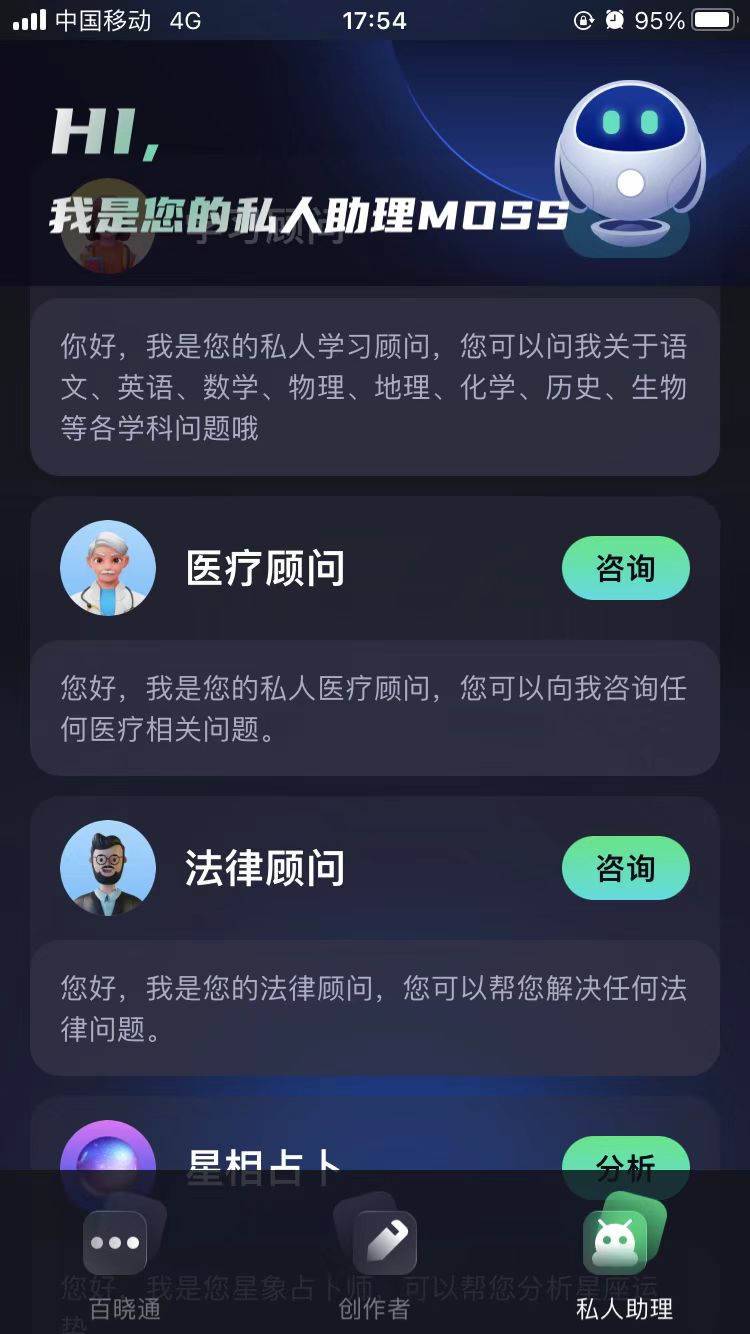 中国移动 4G 17:54 95%
HI,
我是您的私人助理MOSS
学习顾问
你好，我是您的私人学习顾问，您可以问我关于语
文、英语、数学、物理、地理、化学、历史、生物
等各学科问题哦
医疗顾问 咨询
您好，我是您的私人医疗顾问，您可以向我咨询任
何医疗相关问题。
法律顾问 咨询
您好，我是您的法律顾问，您可以帮您解决任何法
律问题。
星相占卜 分析
您好，我是您星象占卜师，可以帮您分析星座运
势
百晓通 创作者 私人助理